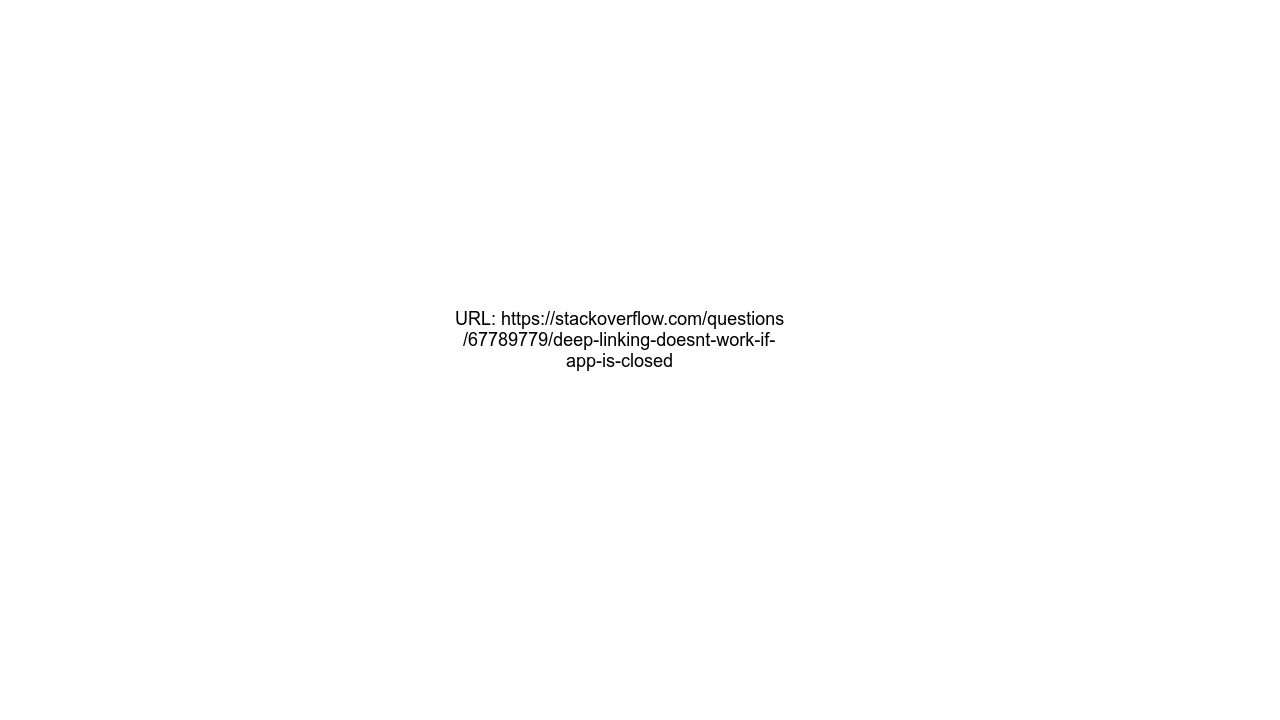 URL: https://stackoverflow.com/questions
/67789779/deep-linking-doesnt-work-if-
app-is-closed